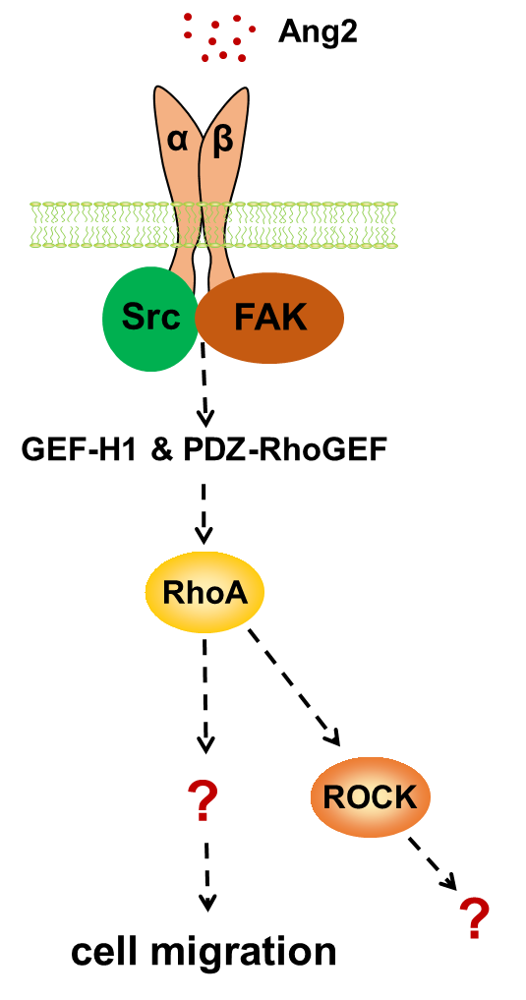 Ang2
α β
Src FAK
GEF-H1 & PDZ-RhoGEF
RhoA
ROCK
?
?
cell migration